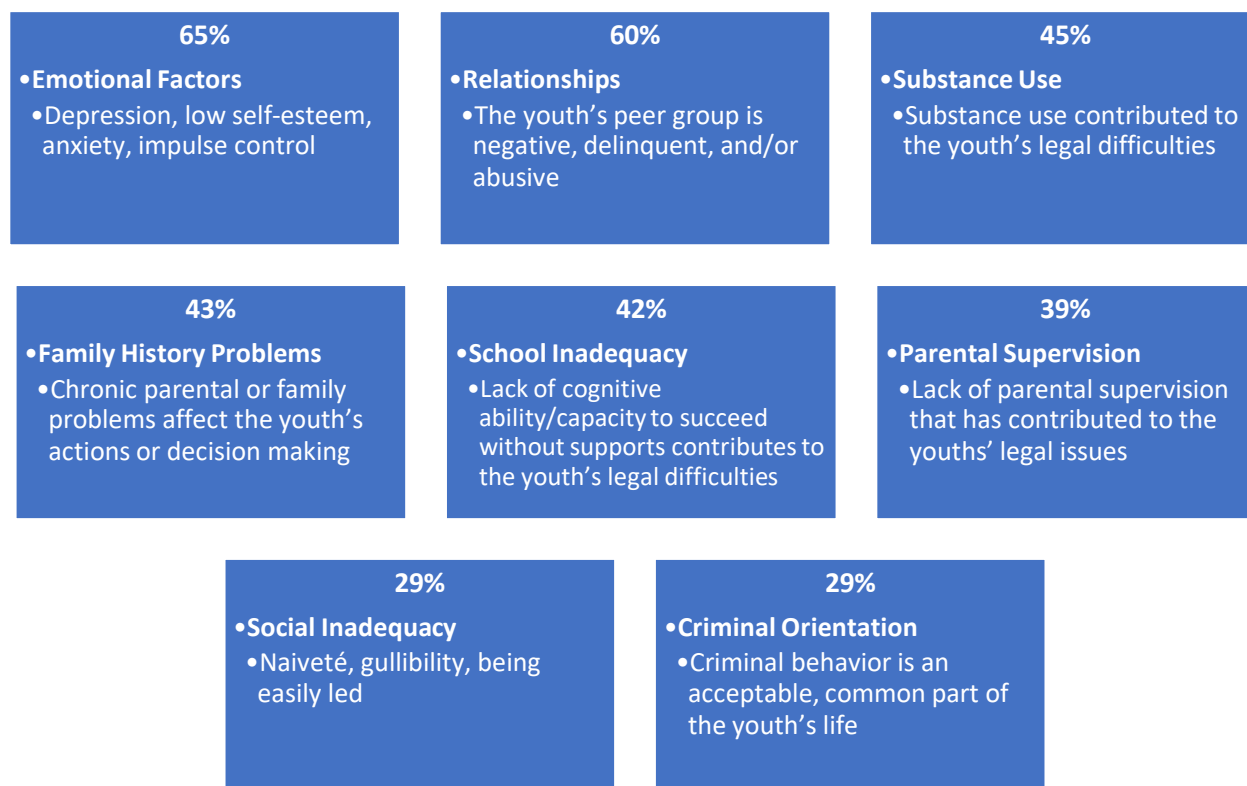 65%
•Emotional Factors
•Depression, low self-esteem,
anxiety, impulse control
60%
•Relationships
•The youth’s peer group is
negative, delinquent, and/or
abusive
45%
•Substance Use
•Substance use contributed to
the youth’s legal difficulties
43%
•Family History Problems
•Chronic parental or family
problems affect the youth’s
actions or decision making
42%
•School Inadequacy
•Lack of cognitive
ability/capacity to succeed
without supports contributes to
the youth’s legal difficulties
39%
•Parental Supervision
•Lack of parental supervision
that has contributed to the
youths’ legal issues
29%
•Social Inadequacy
•Naiveté, gullibility, being
easily led
29%
•Criminal Orientation
•Criminal behavior is an
acceptable, common part of
the youth’s life